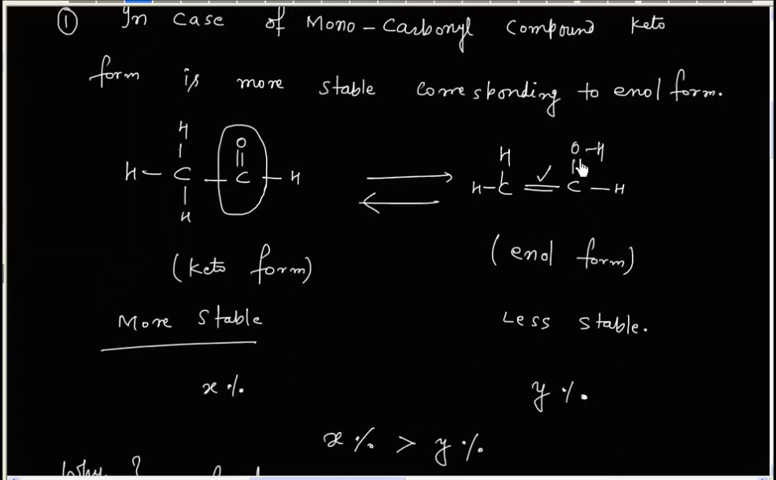 ① In case of Mono-Carbonyl compound keto
form is more stable corresponding to enol form.
H
O
H – C – C – H
H
H
O-H
H-C = C – H
(keto form)
(enol form)
More Stable
Less Stable.
x %
y %.
x % > y %
Why ?